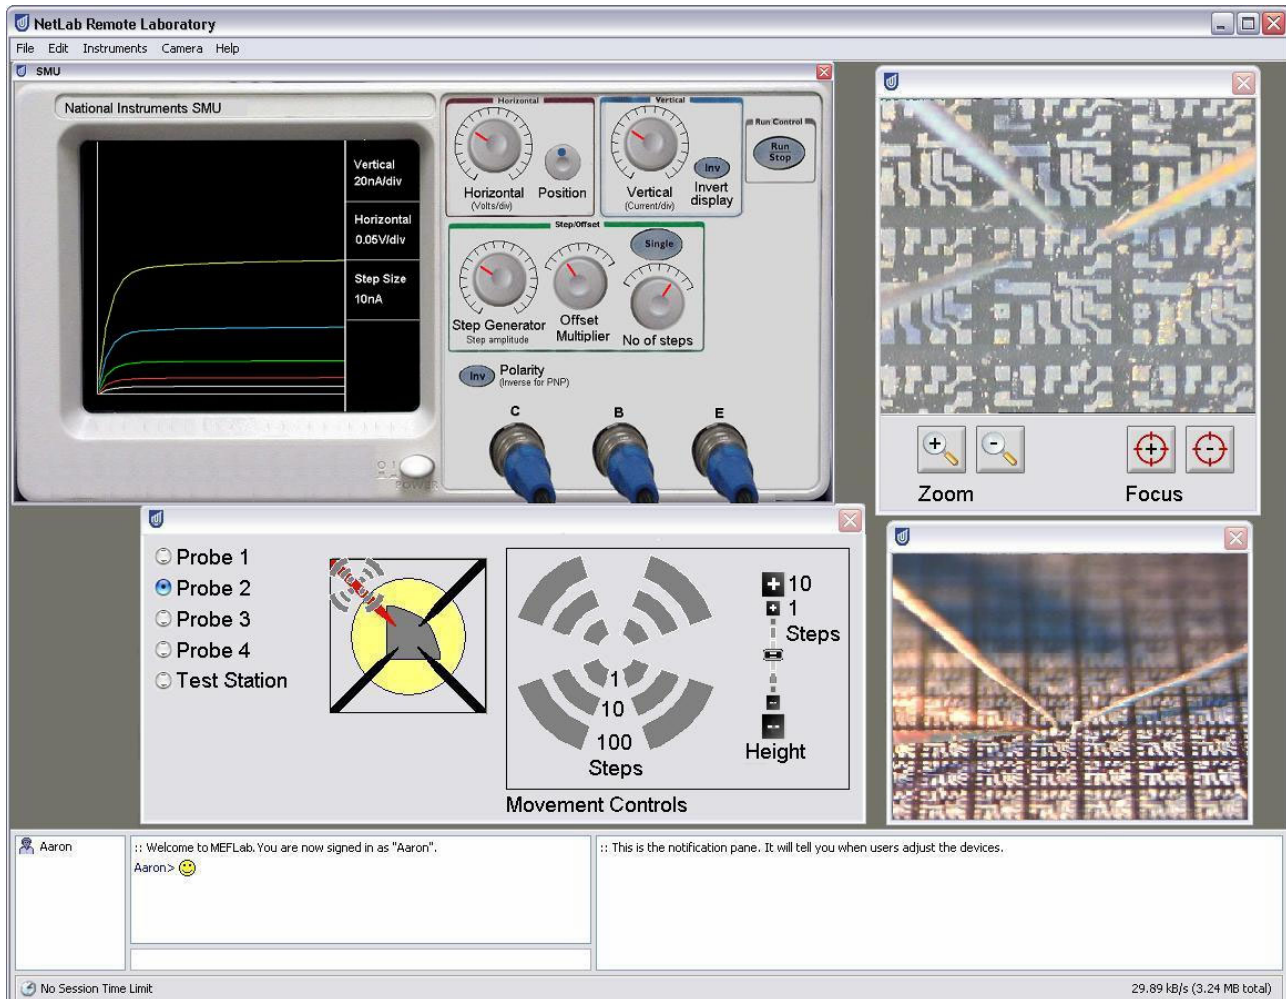 NetLab Remote Laboratory
File Edit Instruments Camera Help
SMU
National Instruments SMU
Vertical
20nA/div
Horizontal
0.05V/div
Step Size
10nA
Horizontal
Horizontal
(Volts/div)
Position
Vertical
Vertical
(Current/div)
Inv
Invert
display
Run Control
Run
Stop
Step/Offset
Single
Step Generator
Step amplitude
Offset
Multiplier
No of steps
Inv
Polarity
(Inverse for PNP)
C B E
POWER
Zoom
Focus
Probe 1
Probe 2
Probe 3
Probe 4
Test Station
1
10
100
Steps
10
1
Steps
Height
Movement Controls
Aaron
:: Welcome to MEFLab. You are now signed in as "Aaron".
Aaron>
:: This is the notification pane. It will tell you when users adjust the devices.
No Session Time Limit
29.89 kB/s (3.24 MB total)